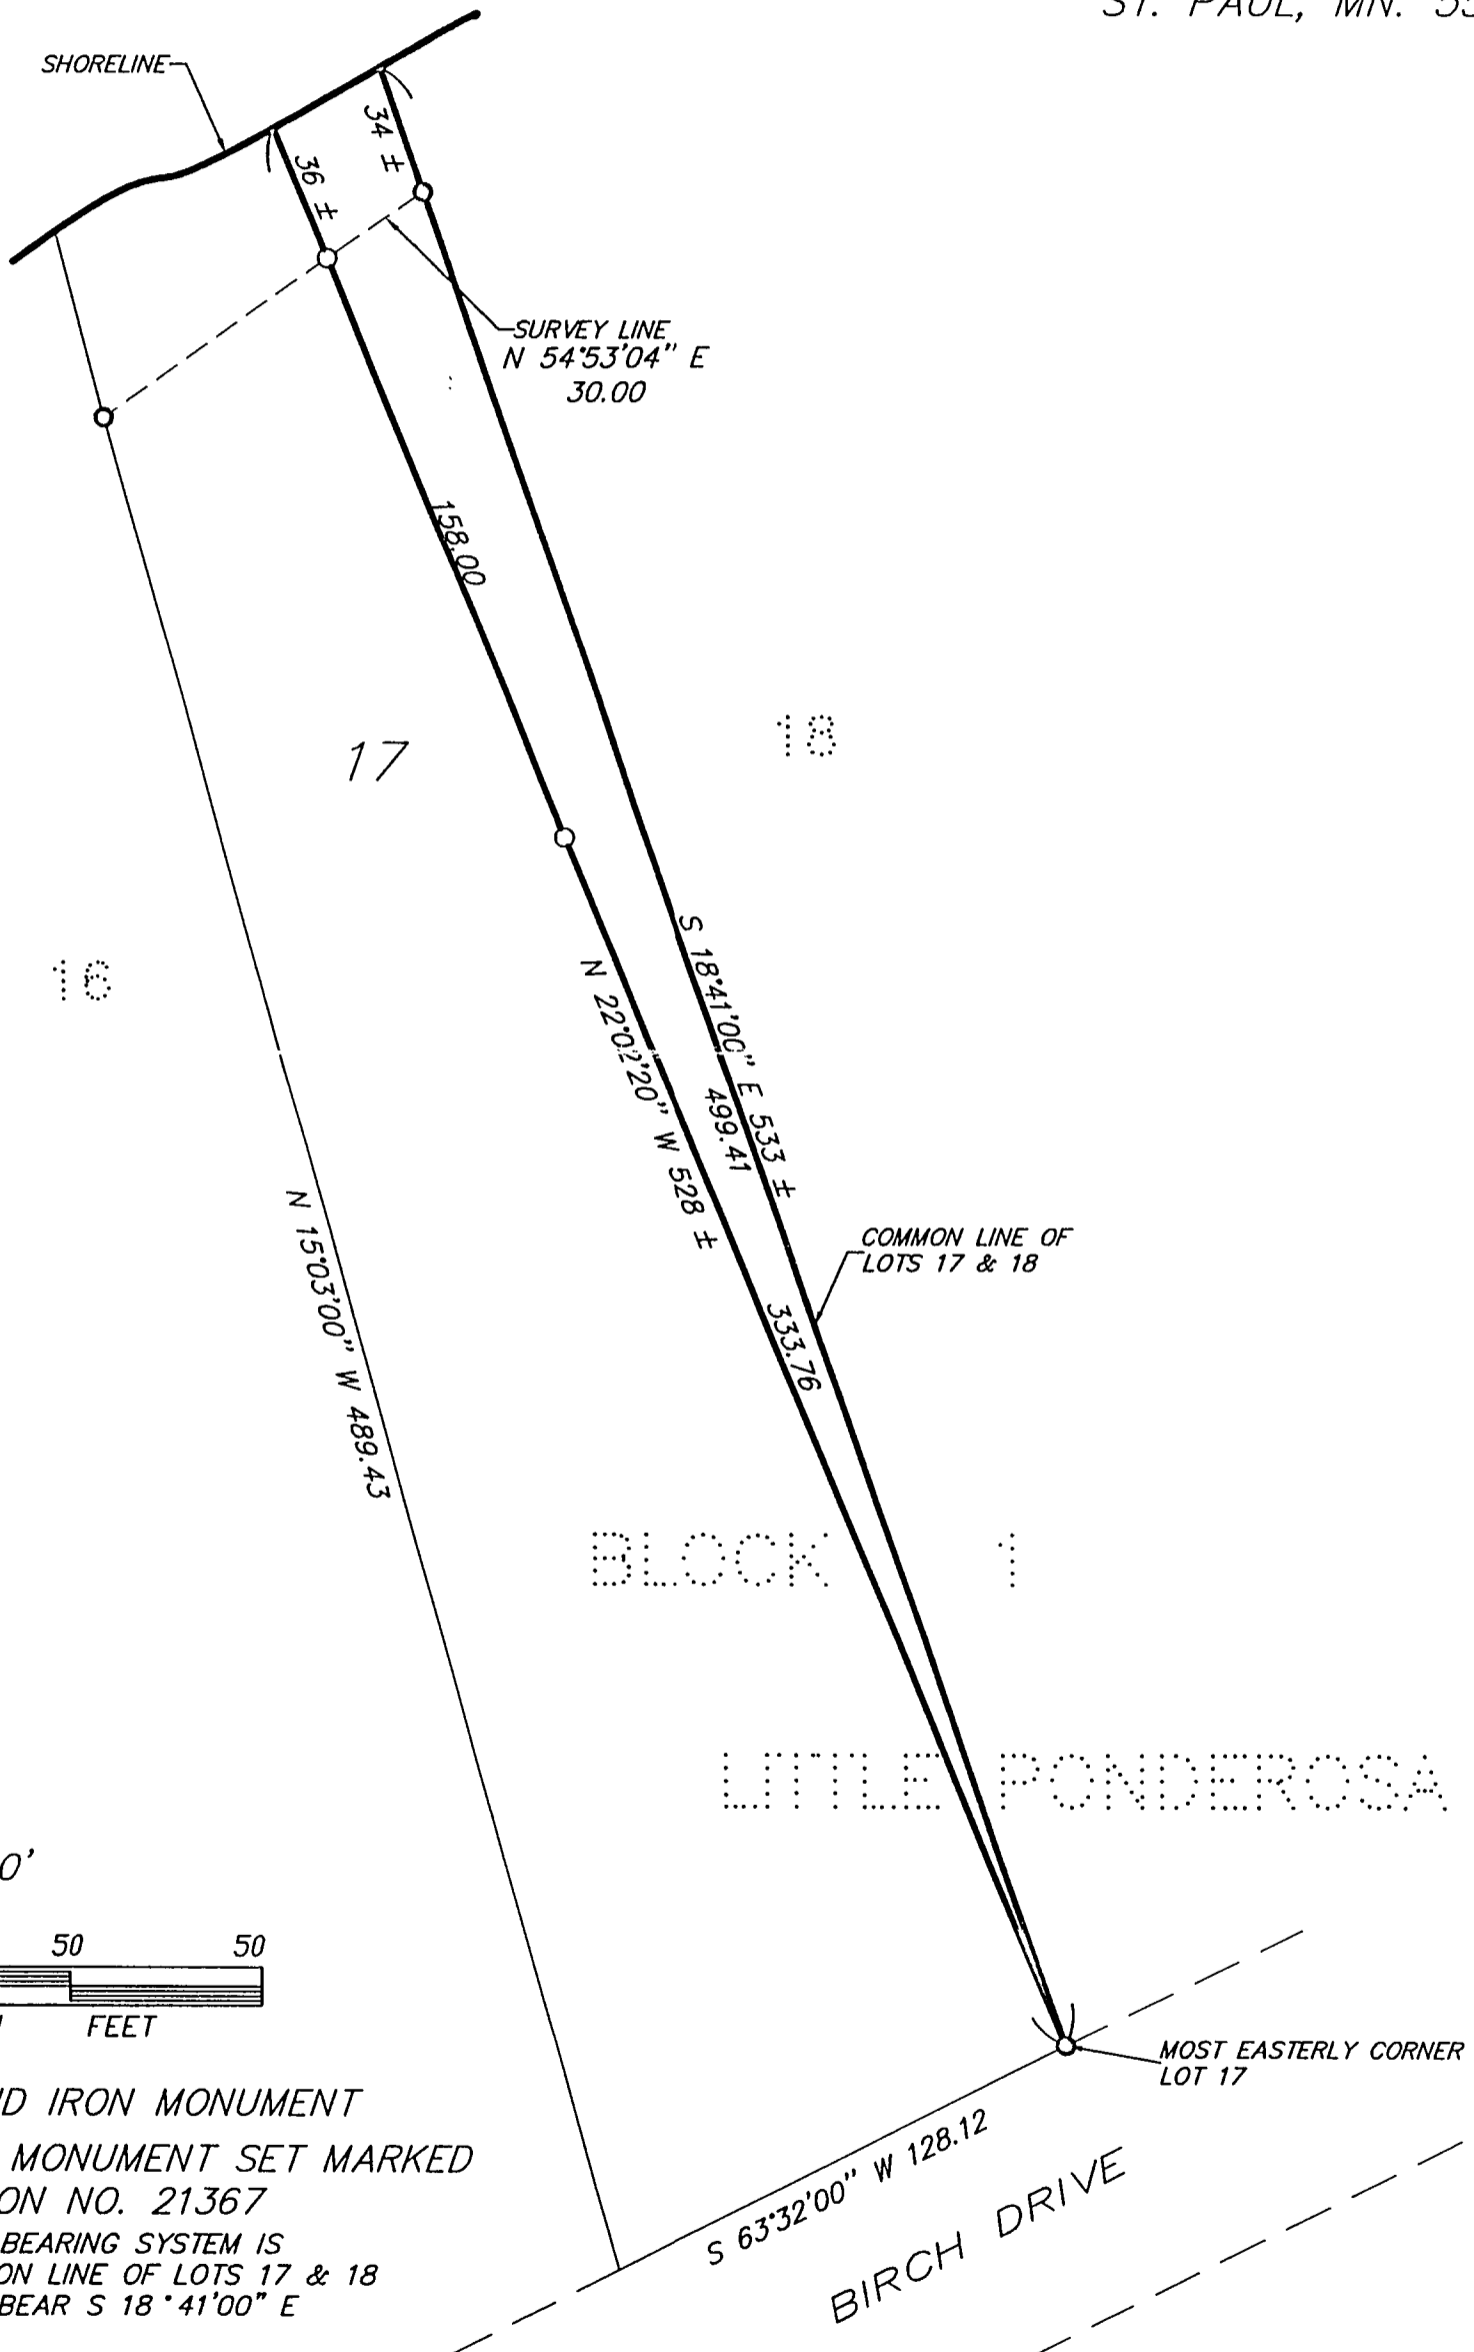 ST. PAUL, MN.
SHORELINE
34 ±
36 ±
SURVEY LINE
N 54°53'04" E
30.00
158.00
17
18
16
S 18°41'00" E 533 ±
499.41
N 22°02'20" W 528 ±
COMMON LINE OF
LOTS 17 & 18
N 15°03'00" W 489.43
333.76
BLOCK 1
LITTLE PONDEROSA
0'
50 50
FEET
MOST EASTERLY CORNER
LOT 17
IRON MONUMENT
MONUMENT SET MARKED
NO. 21367
BEARING SYSTEM IS
LINE OF LOTS 17 & 18
BEAR S 18°41'00" E
S 63°32'00" W 128.12
BIRCH DRIVE